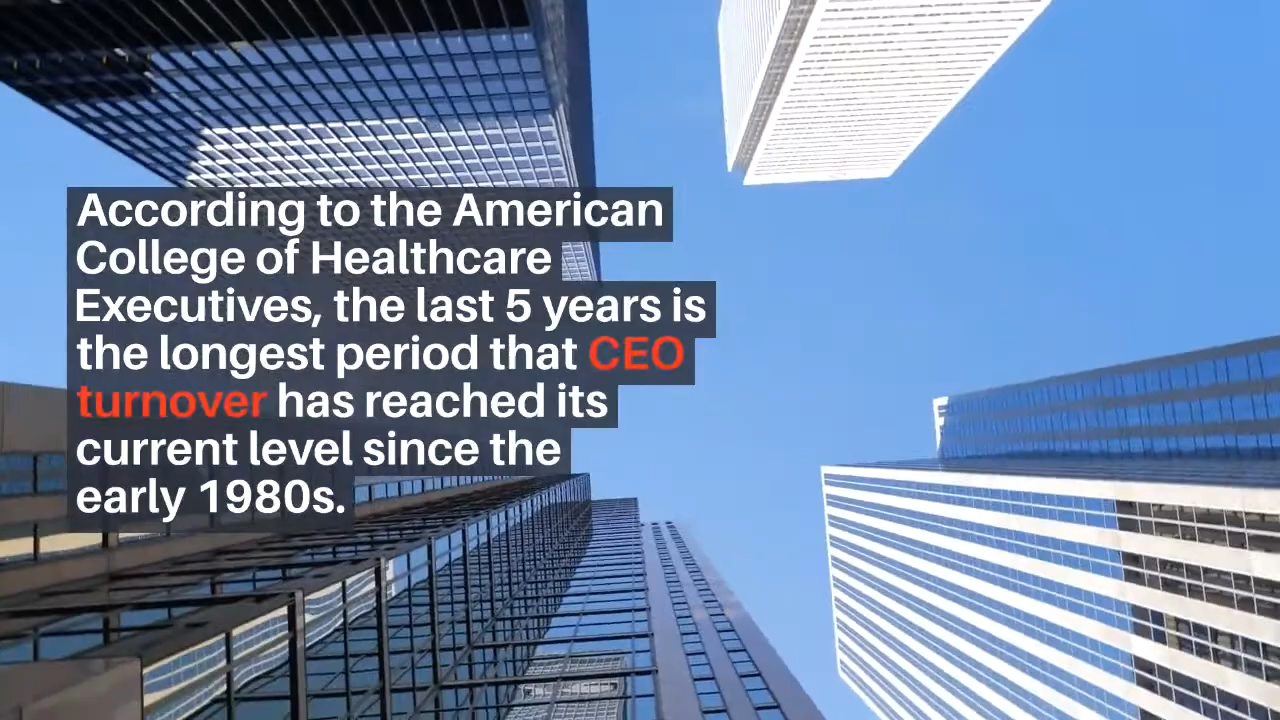 According to the American
College of Healthcare
Executives, the last 5 years is
the longest period that CEO
turnover has reached its
current level since the
early 1980s.